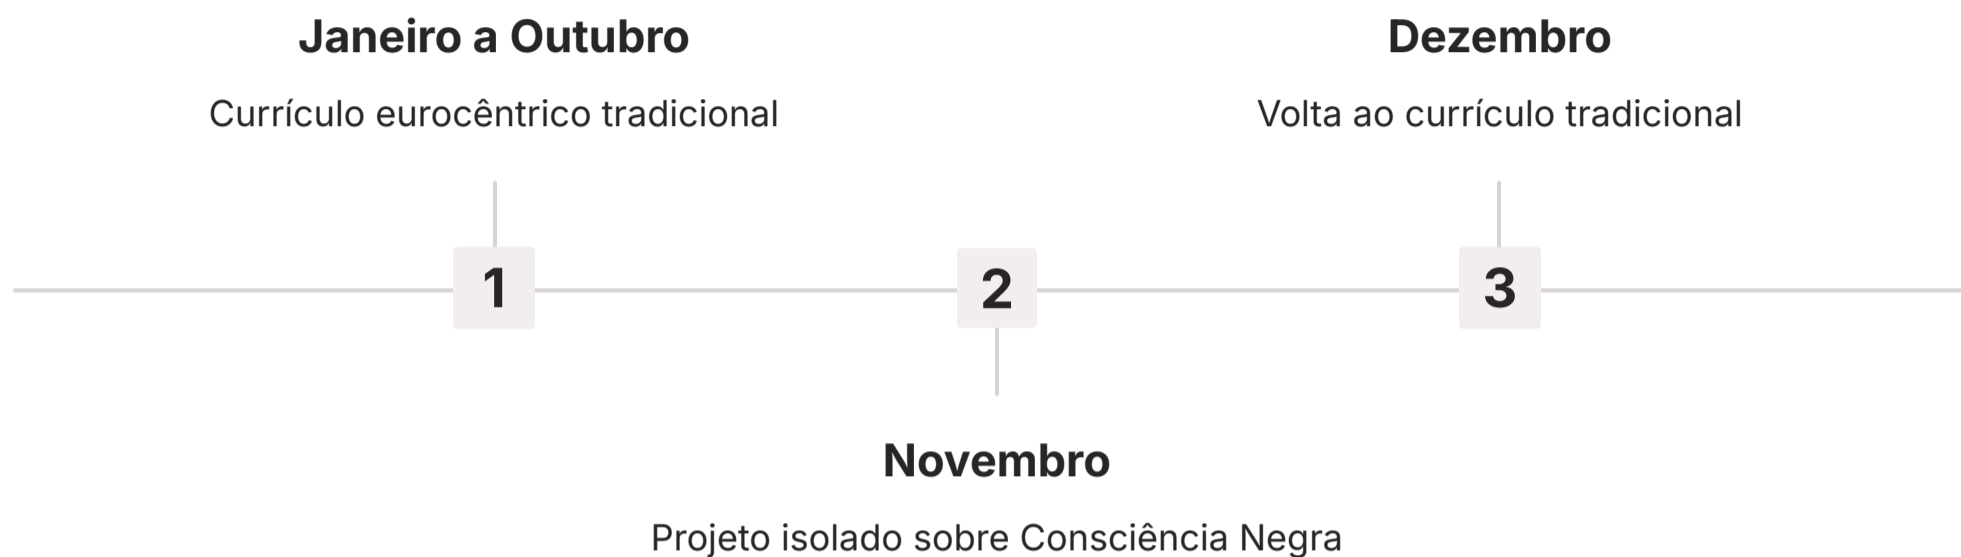 Janeiro a Outubro
Currículo eurocêntrico tradicional
Dezembro
Volta ao currículo tradicional
1
2
3
Novembro
Projeto isolado sobre Consciência Negra